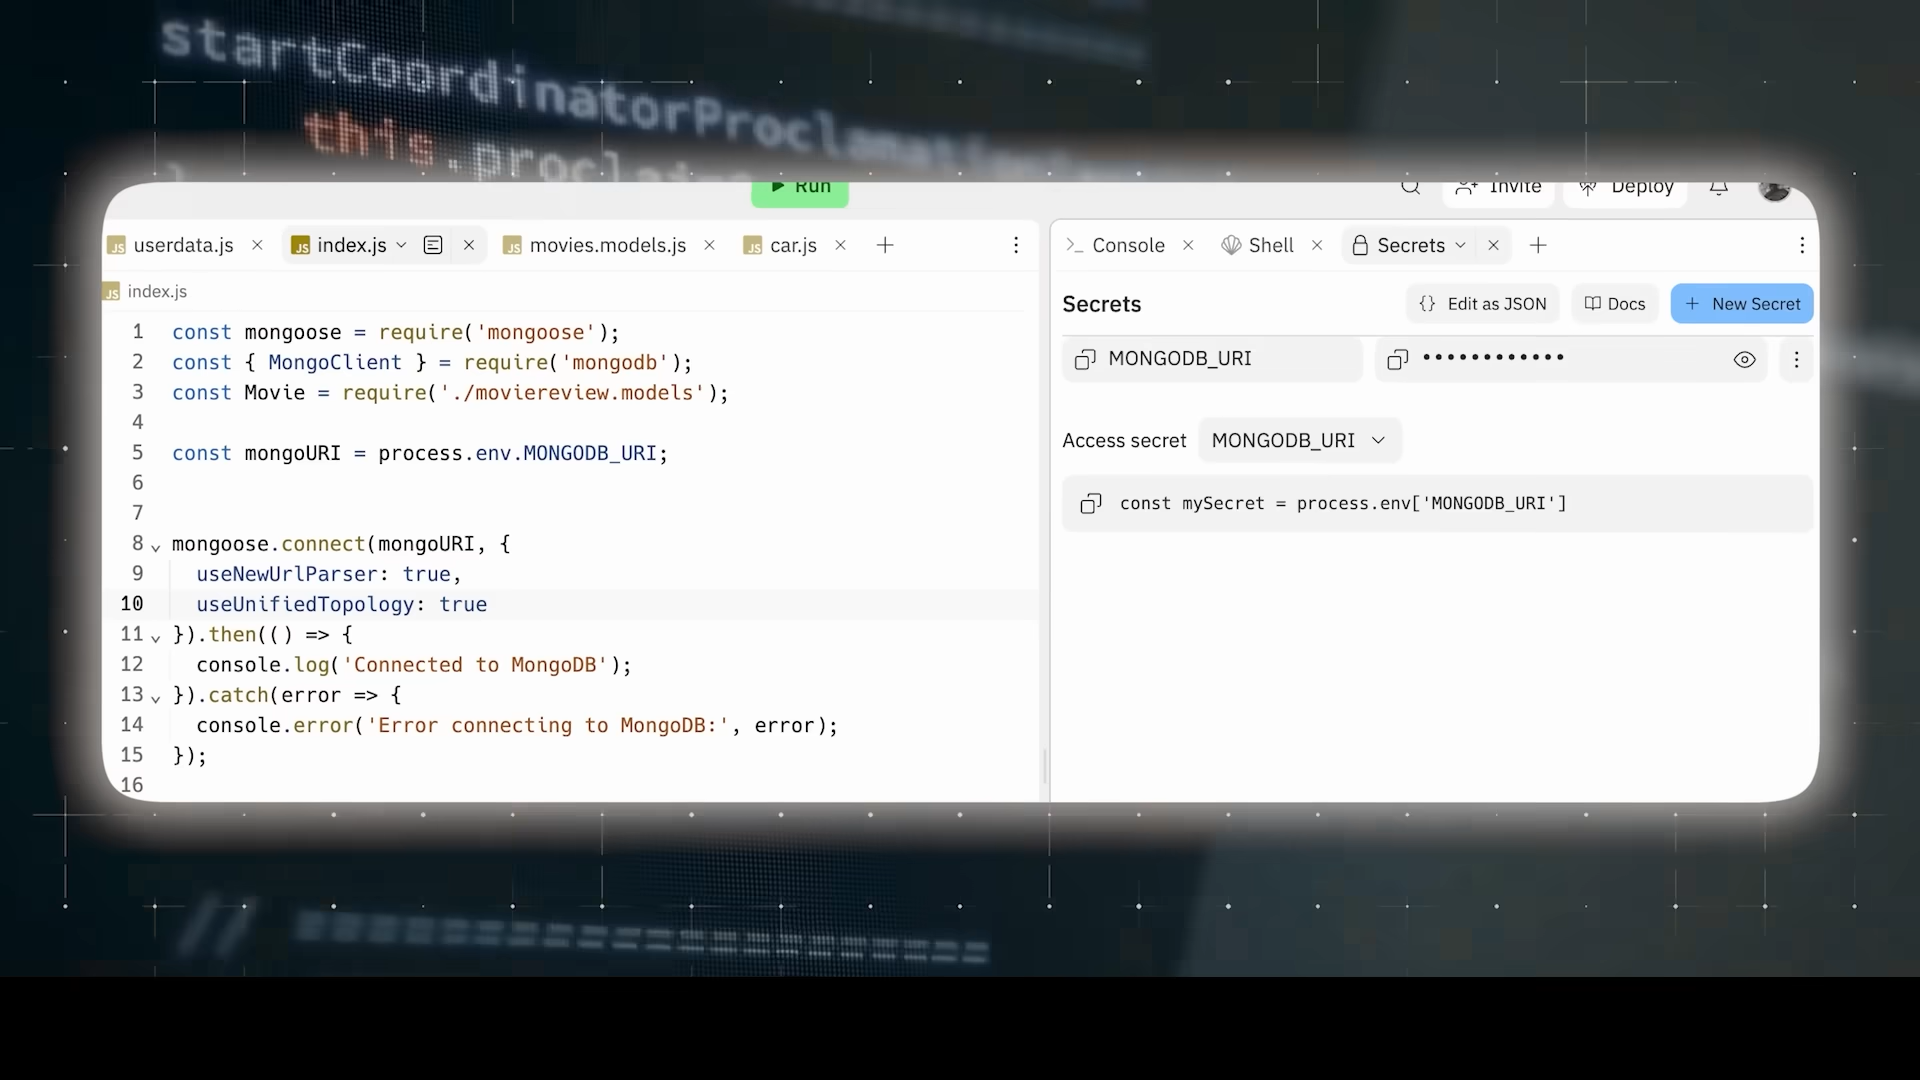 startCoordinatorProclamation
this.proclaim
Run
Invite
Deploy
userdata.js
index.js
movies.models.js
car.js
Console
Shell
Secrets
index.js
Secrets
{} Edit as JSON
Docs
+ New Secret
MONGODB_URI
••••••••••••
Access secret
MONGODB_URI
const mySecret = process.env['MONGODB_URI']
1 const mongoose = require('mongoose');
2 const { MongoClient } = require('mongodb');
3 const Movie = require('./moviereview.models');
4
5 const mongoURI = process.env.MONGODB_URI;
6
7
8 mongoose.connect(mongoURI, {
9 useNewUrlParser: true,
10 useUnifiedTopology: true
11 }).then(() => {
12 console.log('Connected to MongoDB');
13 }).catch(error => {
14 console.error('Error connecting to MongoDB:', error);
15 });
16
// ========================